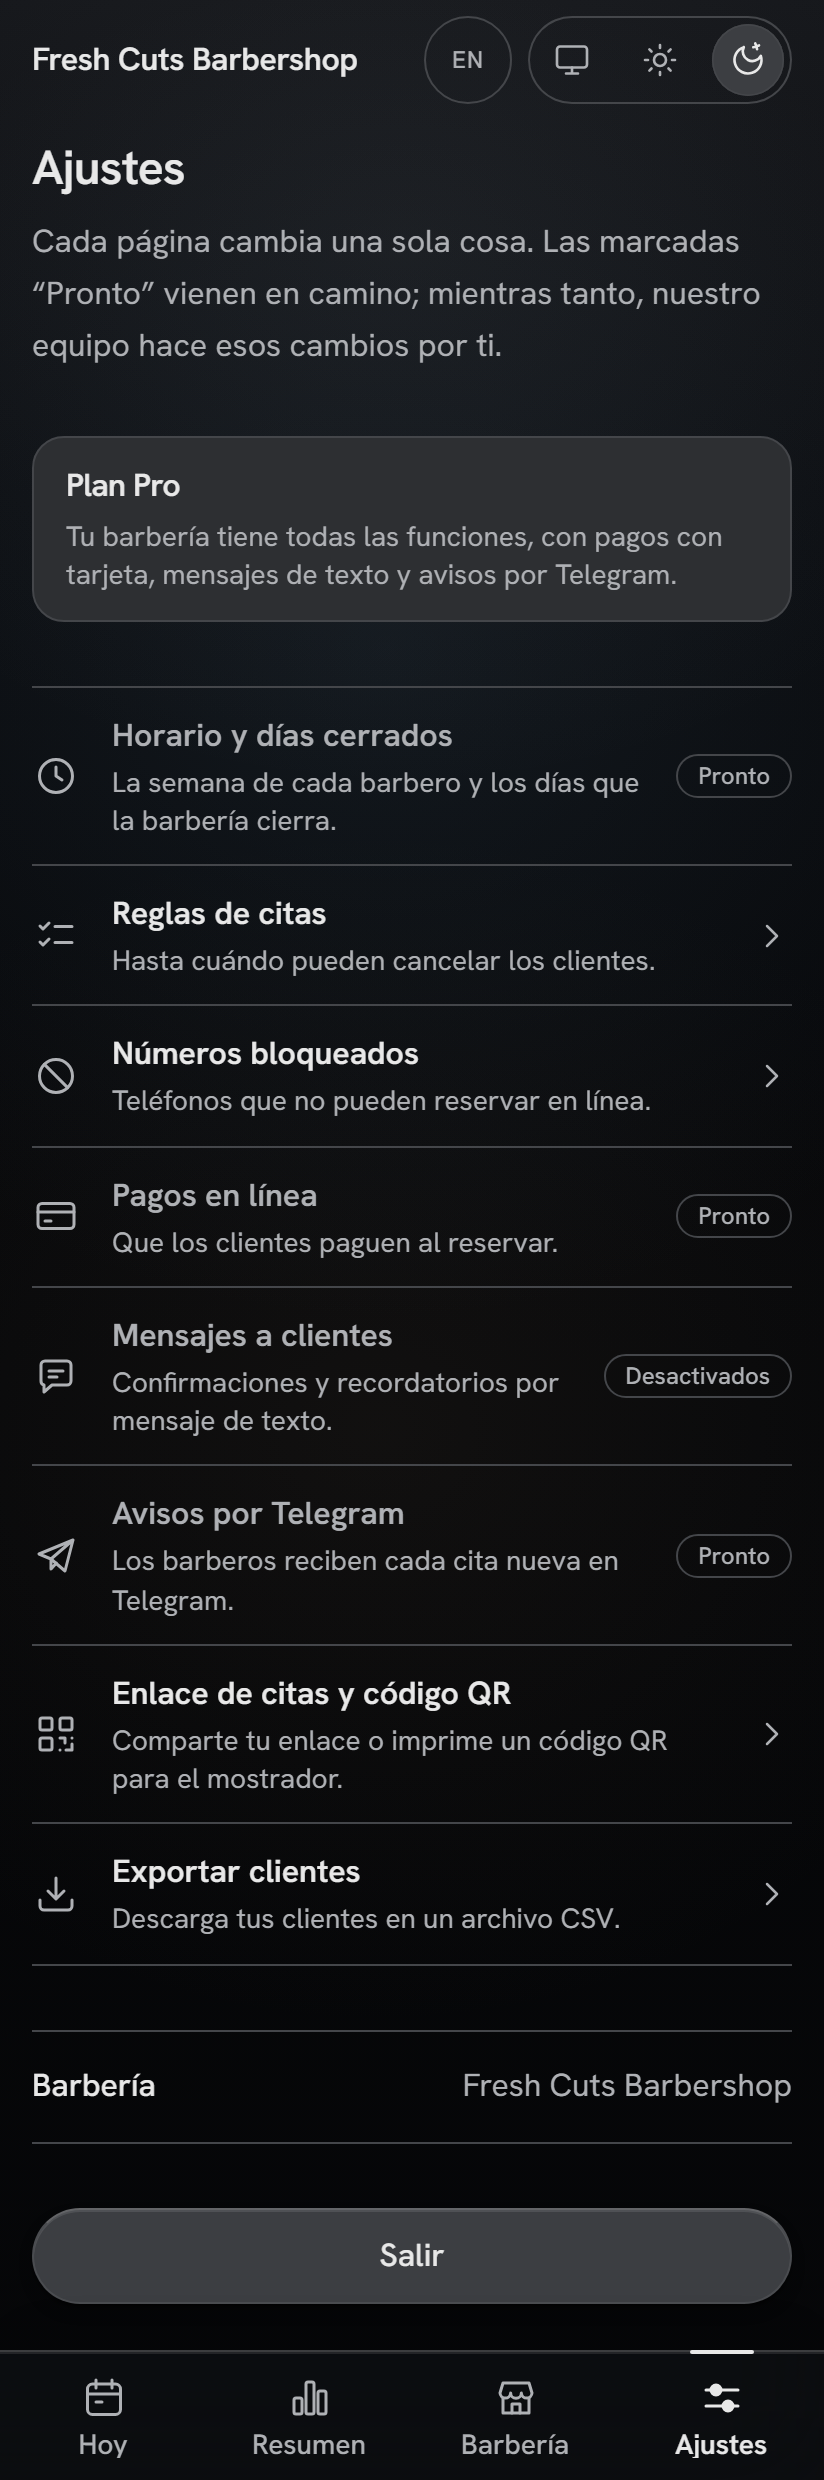 Fresh Cuts Barbershop
EN
Ajustes
Cada página cambia una sola cosa. Las marcadas
“Pronto” vienen en camino; mientras tanto, nuestro
equipo hace esos cambios por ti.
Plan Pro
Tu barbería tiene todas las funciones, con pagos con
tarjeta, mensajes de texto y avisos por Telegram.
Horario y días cerrados
La semana de cada barbero y los días que
la barbería cierra.
Pronto
Reglas de citas
Hasta cuándo pueden cancelar los clientes.
Números bloqueados
Teléfonos que no pueden reservar en línea.
Pagos en línea
Que los clientes paguen al reservar.
Pronto
Mensajes a clientes
Confirmaciones y recordatorios por
mensaje de texto.
Desactivados
Avisos por Telegram
Los barberos reciben cada cita nueva en
Telegram.
Pronto
Enlace de citas y código QR
Comparte tu enlace o imprime un código QR
para el mostrador.
Exportar clientes
Descarga tus clientes en un archivo CSV.
Barbería
Fresh Cuts Barbershop
Salir
Hoy
Resumen
Barbería
Ajustes